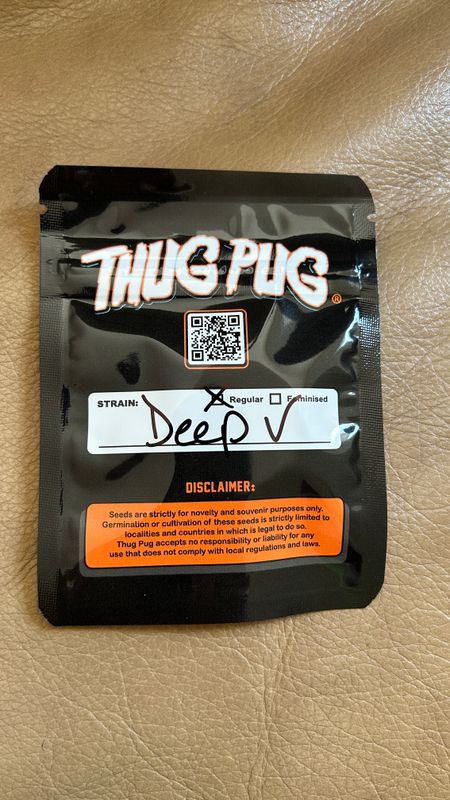 THUG PUG®
STRAIN: Regular Feminised
Deep V
DISCLAIMER:
Seeds are strictly for novelty and souvenir purposes only.
Germination or cultivation of these seeds is strictly limited to
localities and countries in which is legal to do so.
Thug Pug accepts no responsibility or liability for any
use that does not comply with local regulations and laws.